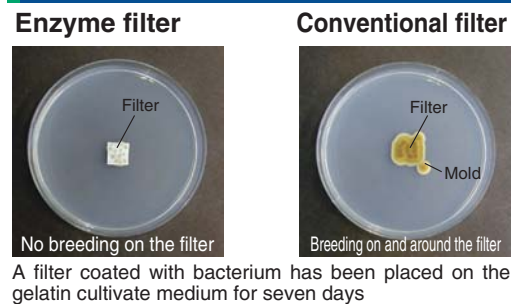 Enzyme filter
Conventional filter
Filter
No breeding on the filter
Filter
Mold
Breeding on and around the filter
A filter coated with bacterium has been placed on the
gelatin cultivate medium for seven days